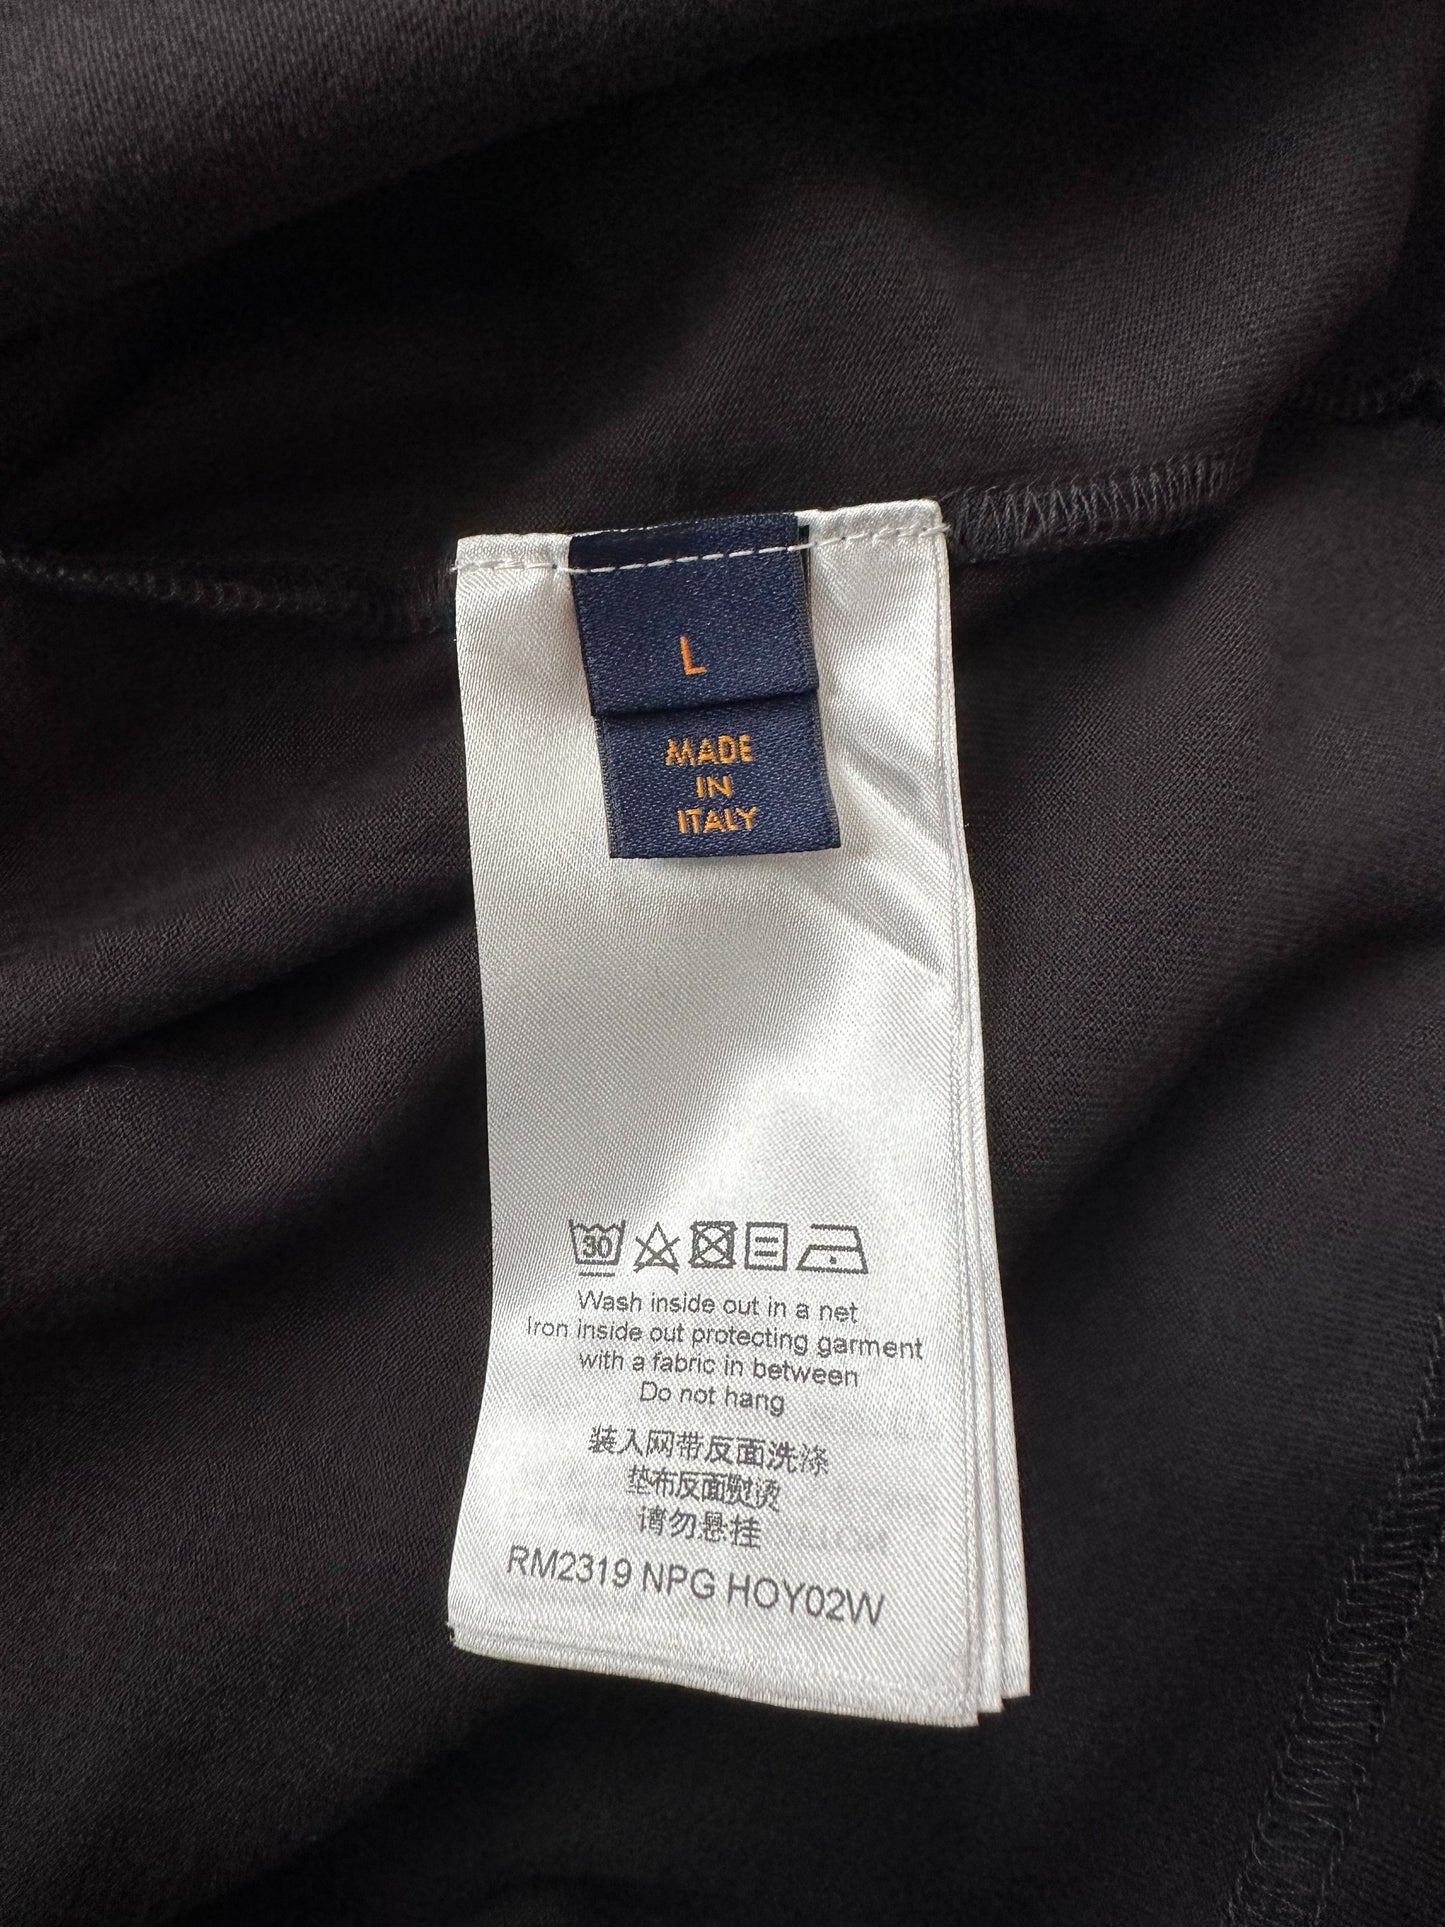 L
MADE
IN
ITALY
30
Wash inside out in a net
Iron inside out protecting garment
with a fabric in between
Do not hang
装入网带反面洗涤
垫布反面熨烫
请勿悬挂
RM2319 NPG HOY02W